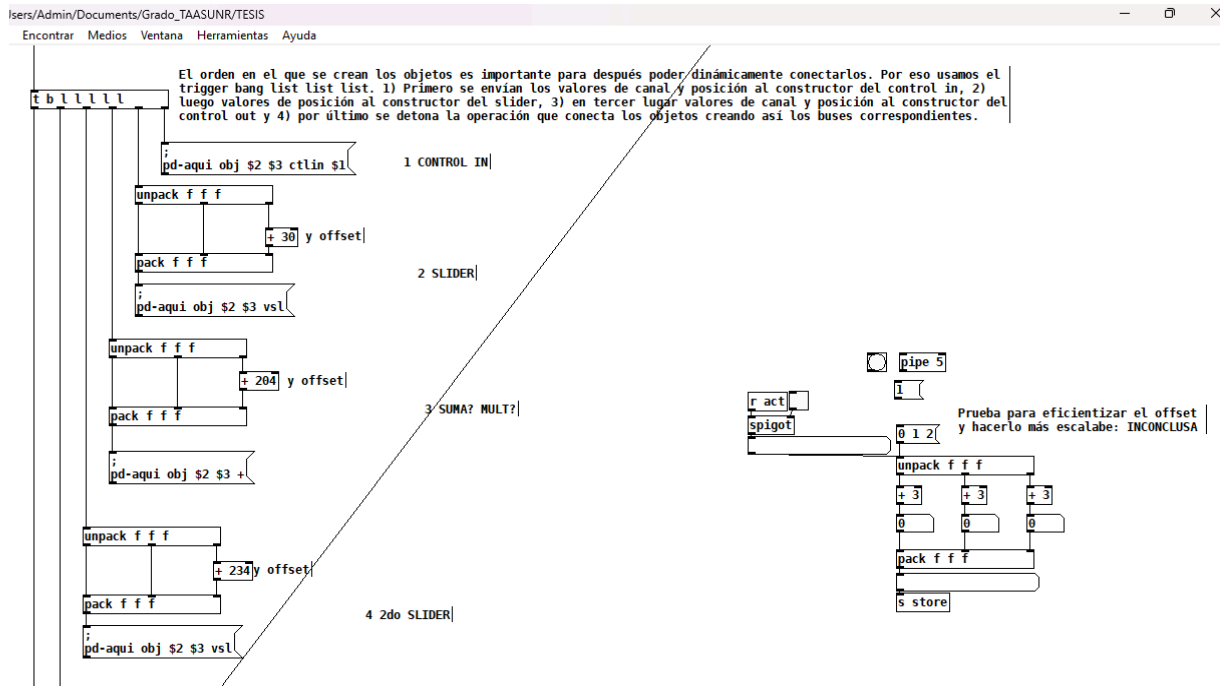 Jsers/Admin/Documents/Grado_TAASUNR/TESIS
Encontrar Medios Ventana Herramientas Ayuda
El orden en el que se crean los objetos es importante para después poder dinámicamente conectarlos. Por eso usamos el
trigger bang list list list. 1) Primero se envían los valores de canal y posición al constructor del control in, 2)
luego valores de posición al constructor del slider, 3) en tercer lugar valores de canal y posición al constructor del
control out y 4) por último se detona la operación que conecta los objetos creando así los buses correspondientes.
t b l l l l l
;
pd-aqui obj $2 $3 ctlin $1
1 CONTROL IN
unpack f f f
+ 30 y offset
pack f f f
2 SLIDER
;
pd-aqui obj $2 $3 vsl
unpack f f f
+ 204 y offset
pack f f f
3 SUMA? MULT?
;
pd-aqui obj $2 $3 +
unpack f f f
+ 234 y offset
pack f f f
4 2do SLIDER
;
pd-aqui obj $2 $3 vsl
pipe 5
1
r act
spigot
0 1 2
Prueba para eficientizar el offset
y hacerlo más escalabe: INCONCLUSA
unpack f f f
+ 3 + 3 + 3
0 0 0
pack f f f
s store